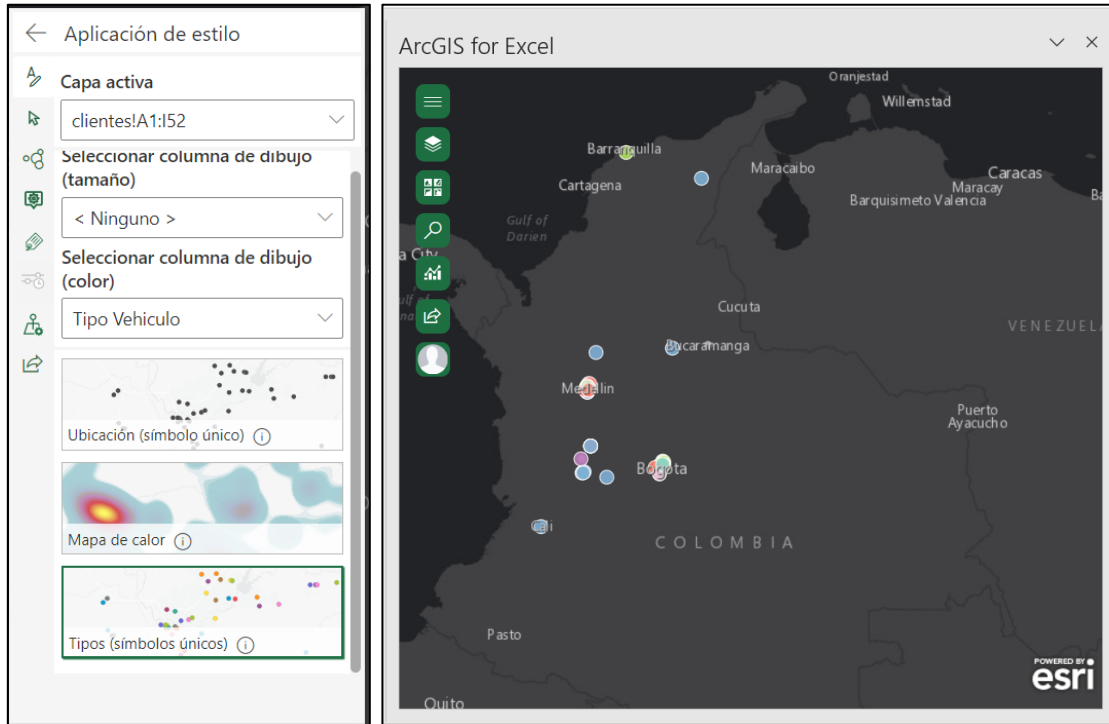 Aplicación de estilo
Capa activa
clientes!A1:I52
Seleccionar columna de dibujo
(tamaño)
< Ninguno >
Seleccionar columna de dibujo
(color)
Tipo Vehiculo
Ubicación (símbolo único)
Mapa de calor
Tipos (símbolos únicos)
ArcGIS for Excel
Oranjestad
Willemstad
Barranquilla
Maracaibo
Caracas
Cartagena
Maracay
Barquisimeto Valencia
Gulf of
Darien
Cucuta
VENEZUEL
Bucaramanga
Medellin
Puerto
Ayacucho
Bogota
Cali
COLOMBIA
Pasto
Quito
POWERED BY
esri